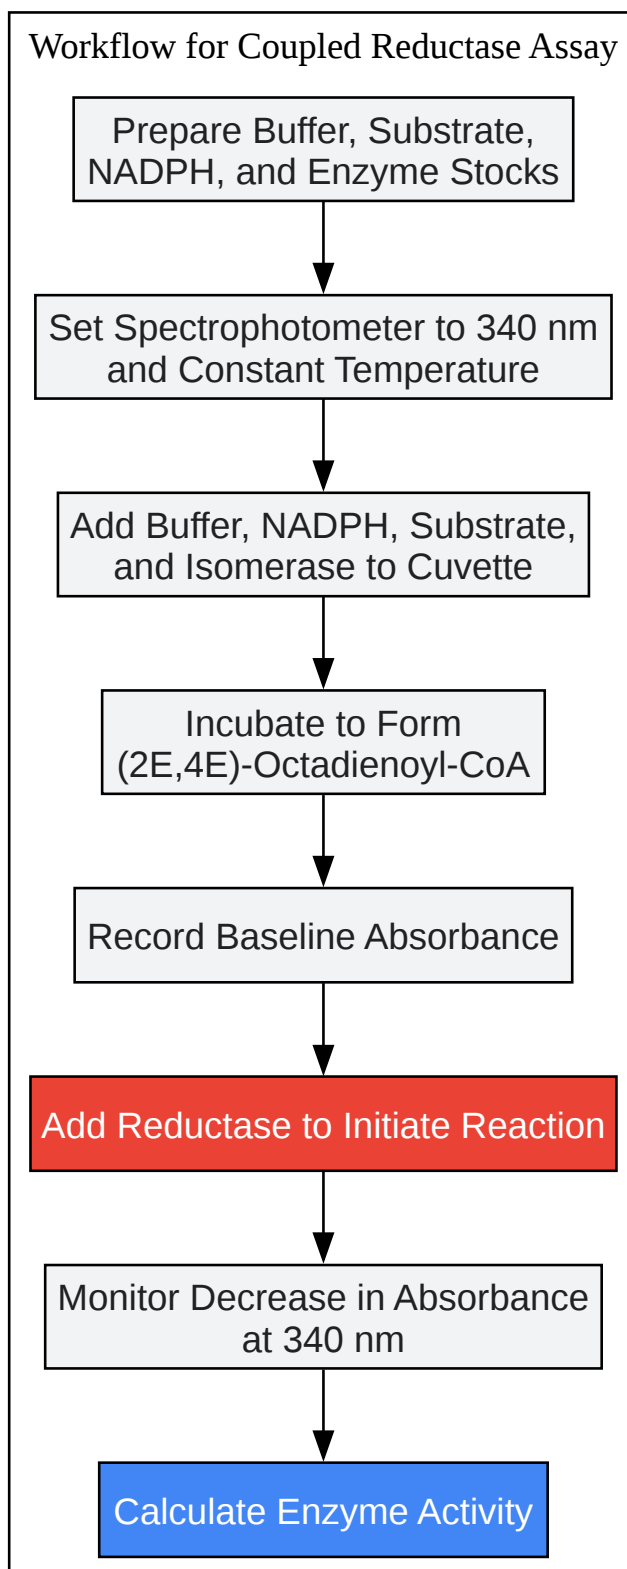 Workflow for Coupled Reductase Assay
Prepare Buffer, Substrate,
NADPH, and Enzyme Stocks
Set Spectrophotometer to 340 nm
and Constant Temperature
Add Buffer, NADPH, Substrate,
and Isomerase to Cuvette
Incubate to Form
(2E,4E)-Octadienoyl-CoA
Record Baseline Absorbance
Add Reductase to Initiate Reaction
Monitor Decrease in Absorbance
at 340 nm
Calculate Enzyme Activity